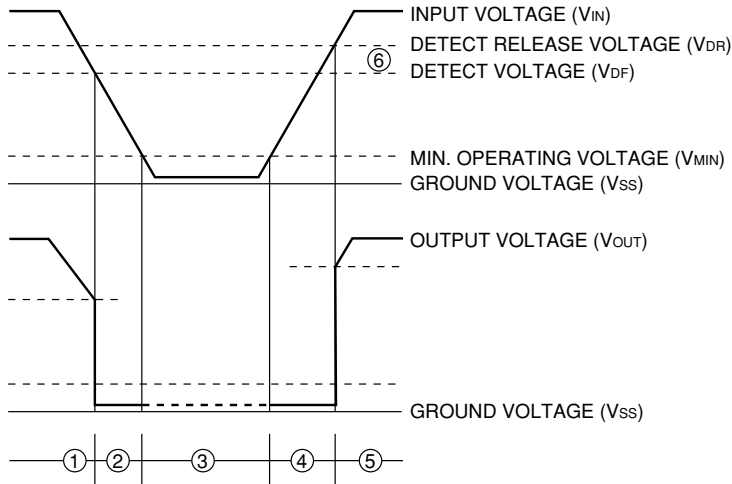 INPUT VOLTAGE (VIN)
DETECT RELEASE VOLTAGE (VDR)
⑥
DETECT VOLTAGE (VDF)
MIN. OPERATING VOLTAGE (VMIN)
GROUND VOLTAGE (VSS)
OUTPUT VOLTAGE (VOUT)
GROUND VOLTAGE (VSS)
① ② ③ ④ ⑤